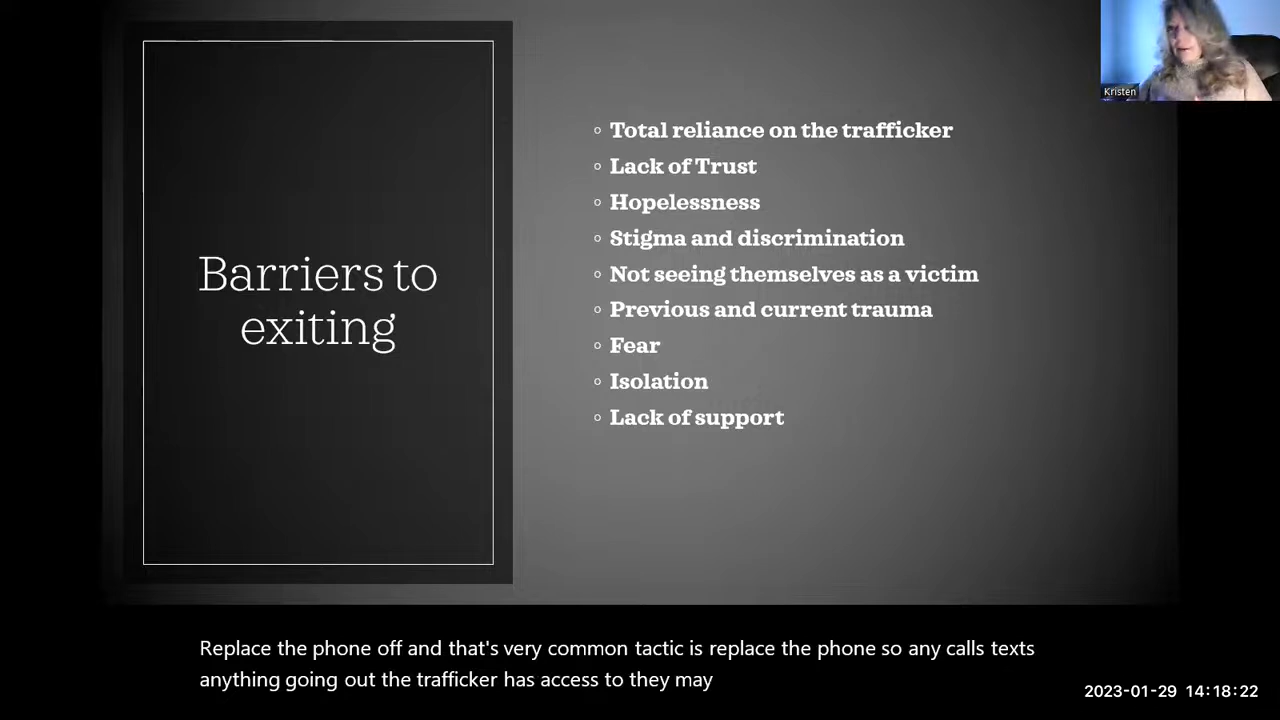 Kristen
Barriers to
exiting
◦ Total reliance on the trafficker
◦ Lack of Trust
◦ Hopelessness
◦ Stigma and discrimination
◦ Not seeing themselves as a victim
◦ Previous and current trauma
◦ Fear
◦ Isolation
◦ Lack of support
Replace the phone off and that's very common tactic is replace the phone so any calls texts
anything going out the trafficker has access to they may
2023-01-29 14:18:22